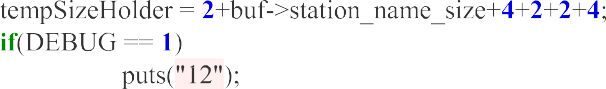 tempSizeHolder = 2+buf->station_name_size+4+2+2+4;
if(DEBUG == 1)
puts("12");